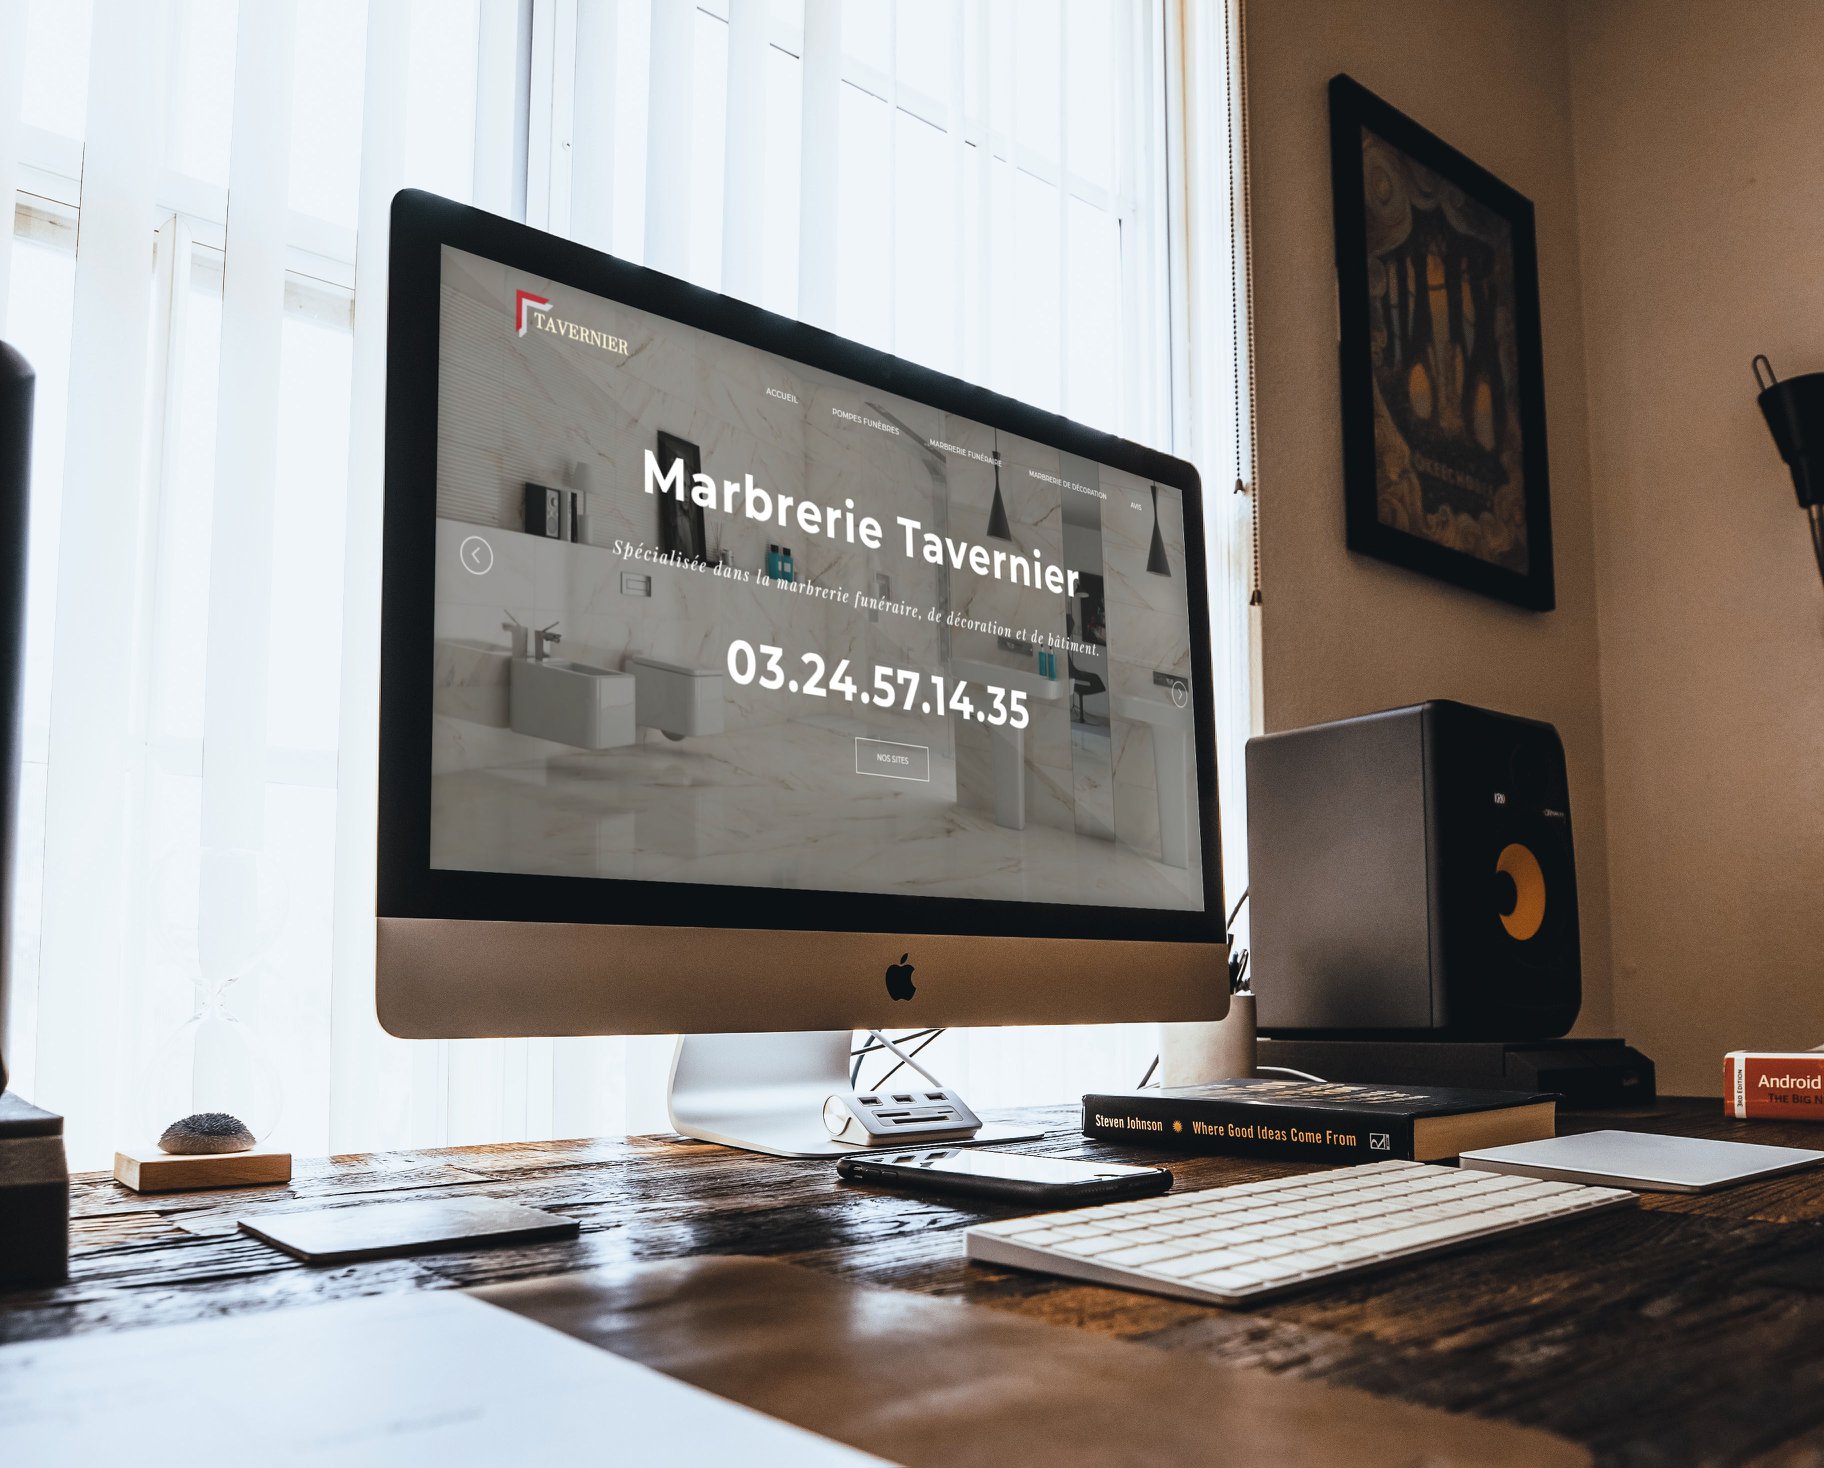 TAVERNIER
ACCUEIL
POMPES FUNÈBRES
MARBRERIE FUNÉRAIRE
MARBRERIE DE DÉCORATION
AVIS
Marbrerie Tavernier
Spécialisée dans la marbrerie funéraire, de décoration et de bâtiment.
03.24.57.14.35
NOS SITES
KRK
Steven Johnson Where Good Ideas Come From
3RD EDITION
Android
THE BIG N